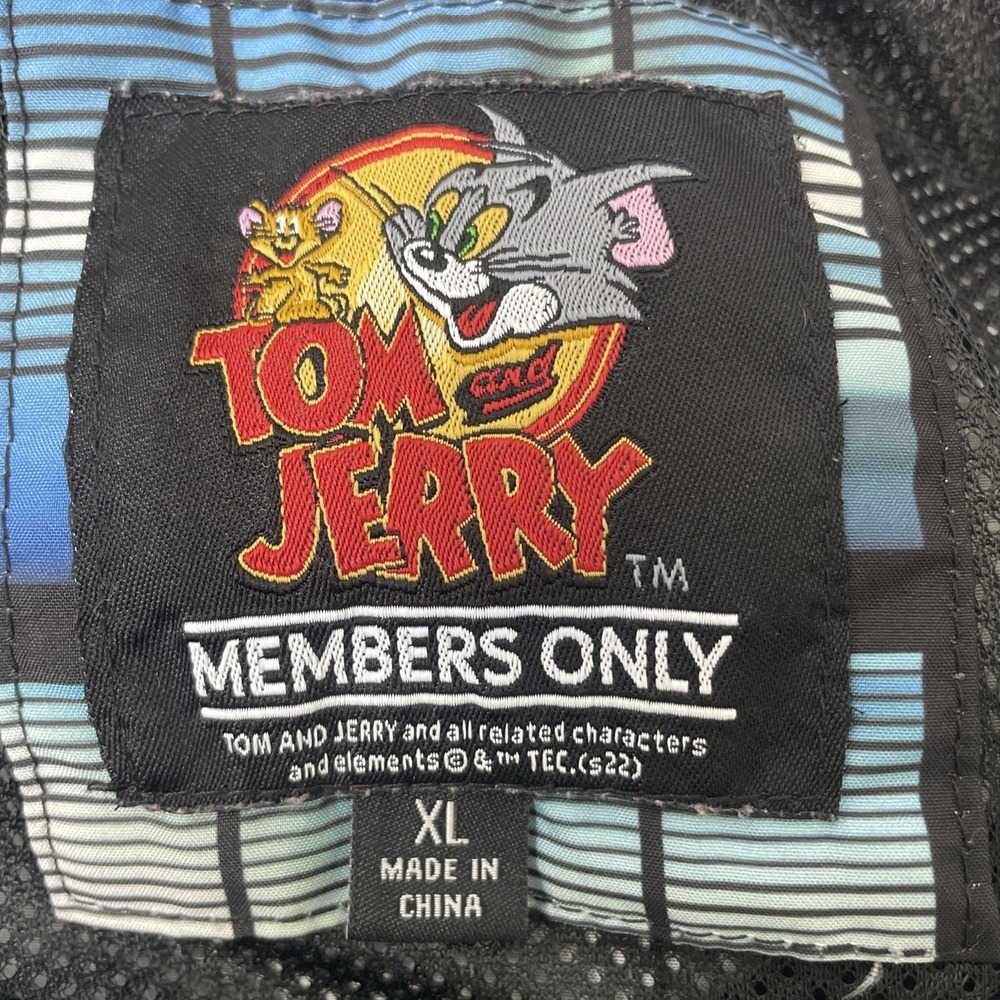 TOM and
JERRY TM
MEMBERS ONLY
TOM AND JERRY and all related characters
and elements © & ™ TEC.(s22)
XL
MADE IN
CHINA